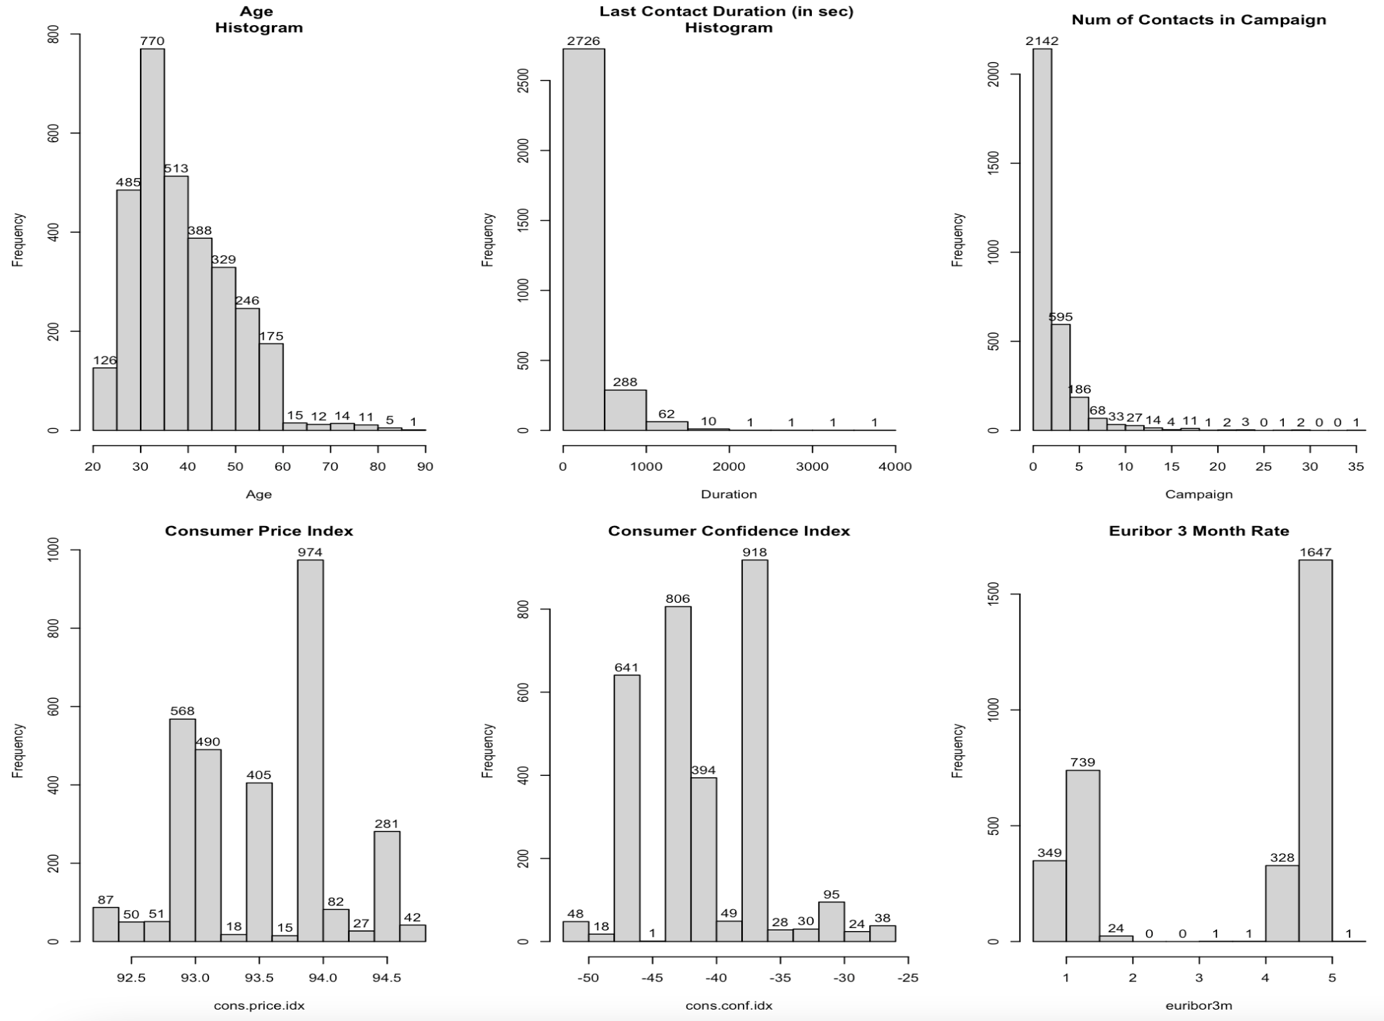 Age
Histogram
800
600
400
200
0
Frequency
126
485
770
513
388
329
246
175
15 12 14 11 5 1
20 30 40 50 60 70 80 90
Age
Last Contact Duration (in sec)
Histogram
2500
2000
1500
1000
500
0
Frequency
2726
288
62
10 1 1 1 1
0 1000 2000 3000 4000
Duration
Num of Contacts in Campaign
2000
1500
1000
500
0
Frequency
2142
595
186
68 33 27 14 4 11 1 2 3 0 1 2 0 0 1
0 5 10 15 20 25 30 35
Campaign
Consumer Price Index
1000
800
600
400
200
0
Frequency
87 50 51
568
490
18
405
15
974
82
27
281
42
92.5 93.0 93.5 94.0 94.5
cons.price.idx
Consumer Confidence Index
800
600
400
200
0
Frequency
48 18
641
1
806
394
49
918
28 30
95
24 38
-50 -45 -40 -35 -30 -25
cons.conf.idx
Euribor 3 Month Rate
1500
1000
500
0
Frequency
349
739
24 0 0 1 1
328
1647
1
1 2 3 4 5
euribor3m